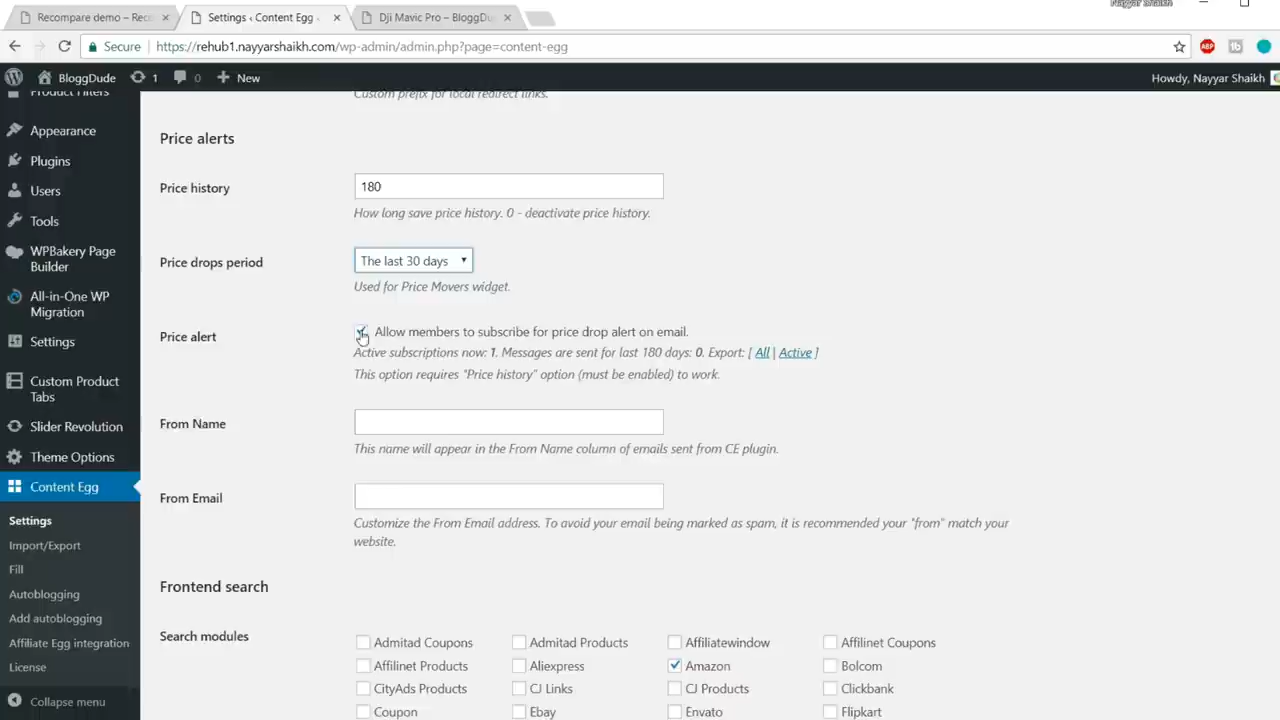 Nayyar Shaikh
Recompare demo – Rec
Settings ‹ Content Egg
Dji Mavic Pro – BloggDu
Secure
https://rehub1.nayyarshaikh.com/wp-admin/admin.php?page=content-egg
ABP
BloggDude
1
0
New
Howdy, Nayyar Shaikh
Product Filters
Custom prefix for local redirect links.
Appearance
Plugins
Users
Tools
WPBakery Page
Builder
All-in-One WP
Migration
Settings
Custom Product
Tabs
Slider Revolution
Theme Options
Content Egg
Settings
Import/Export
Fill
Autoblogging
Add autoblogging
Affiliate Egg integration
License
Collapse menu
Price alerts
Price history
180
How long save price history. 0 - deactivate price history.
Price drops period
The last 30 days
Used for Price Movers widget.
Price alert
Allow members to subscribe for price drop alert on email.
Active subscriptions now: 1. Messages are sent for last 180 days: 0. Export: [ All | Active ]
This option requires "Price history" option (must be enabled) to work.
From Name
This name will appear in the From Name column of emails sent from CE plugin.
From Email
Customize the From Email address. To avoid your email being marked as spam, it is recommended your "from" match your
website.
Frontend search
Search modules
Admitad Coupons
Admitad Products
Affiliatewindow
Affilinet Coupons
Affilinet Products
Aliexpress
Amazon
Bolcom
CityAds Products
CJ Links
CJ Products
Clickbank
Coupon
Ebay
Envato
Flipkart